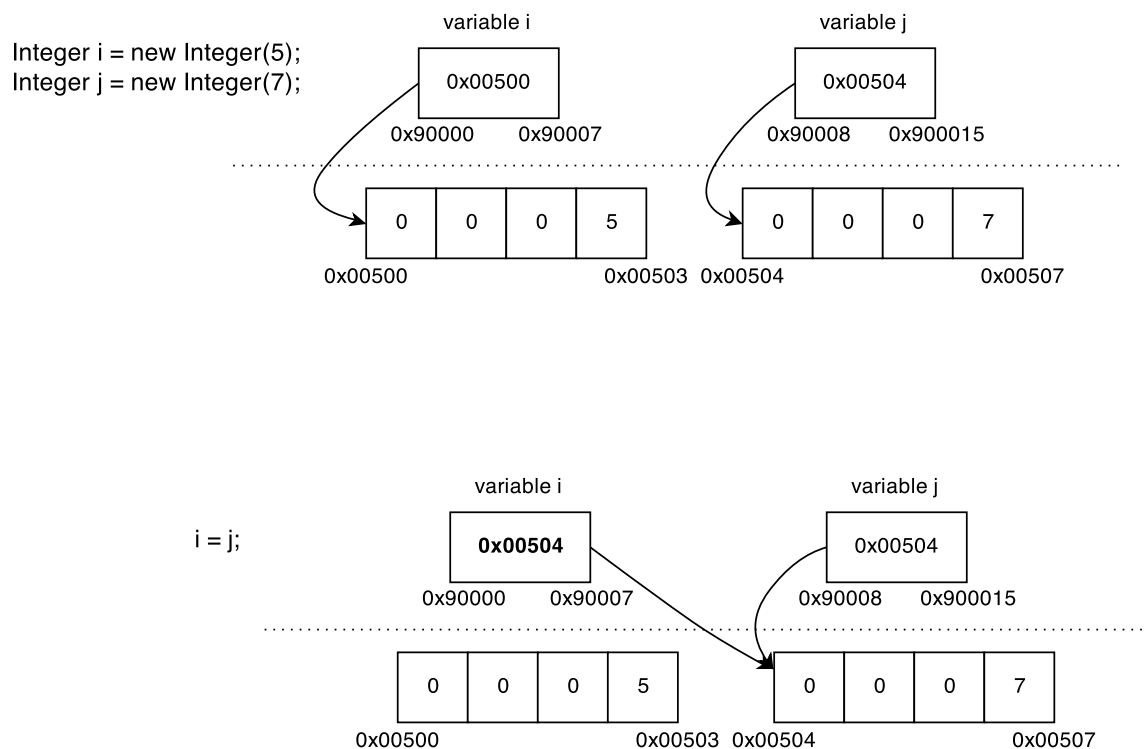 variable i
variable j
Integer i = new Integer(5);
Integer j = new Integer(7);
0x00500
0x00504
0x90000
0x90007
0x90008
0x900015
0 0 0 5
0 0 0 7
0x00500
0x00503
0x00504
0x00507
variable i
variable j
i = j;
0x00504
0x00504
0x90000
0x90007
0x90008
0x900015
0 0 0 5
0 0 0 7
0x00500
0x00503
0x00504
0x00507